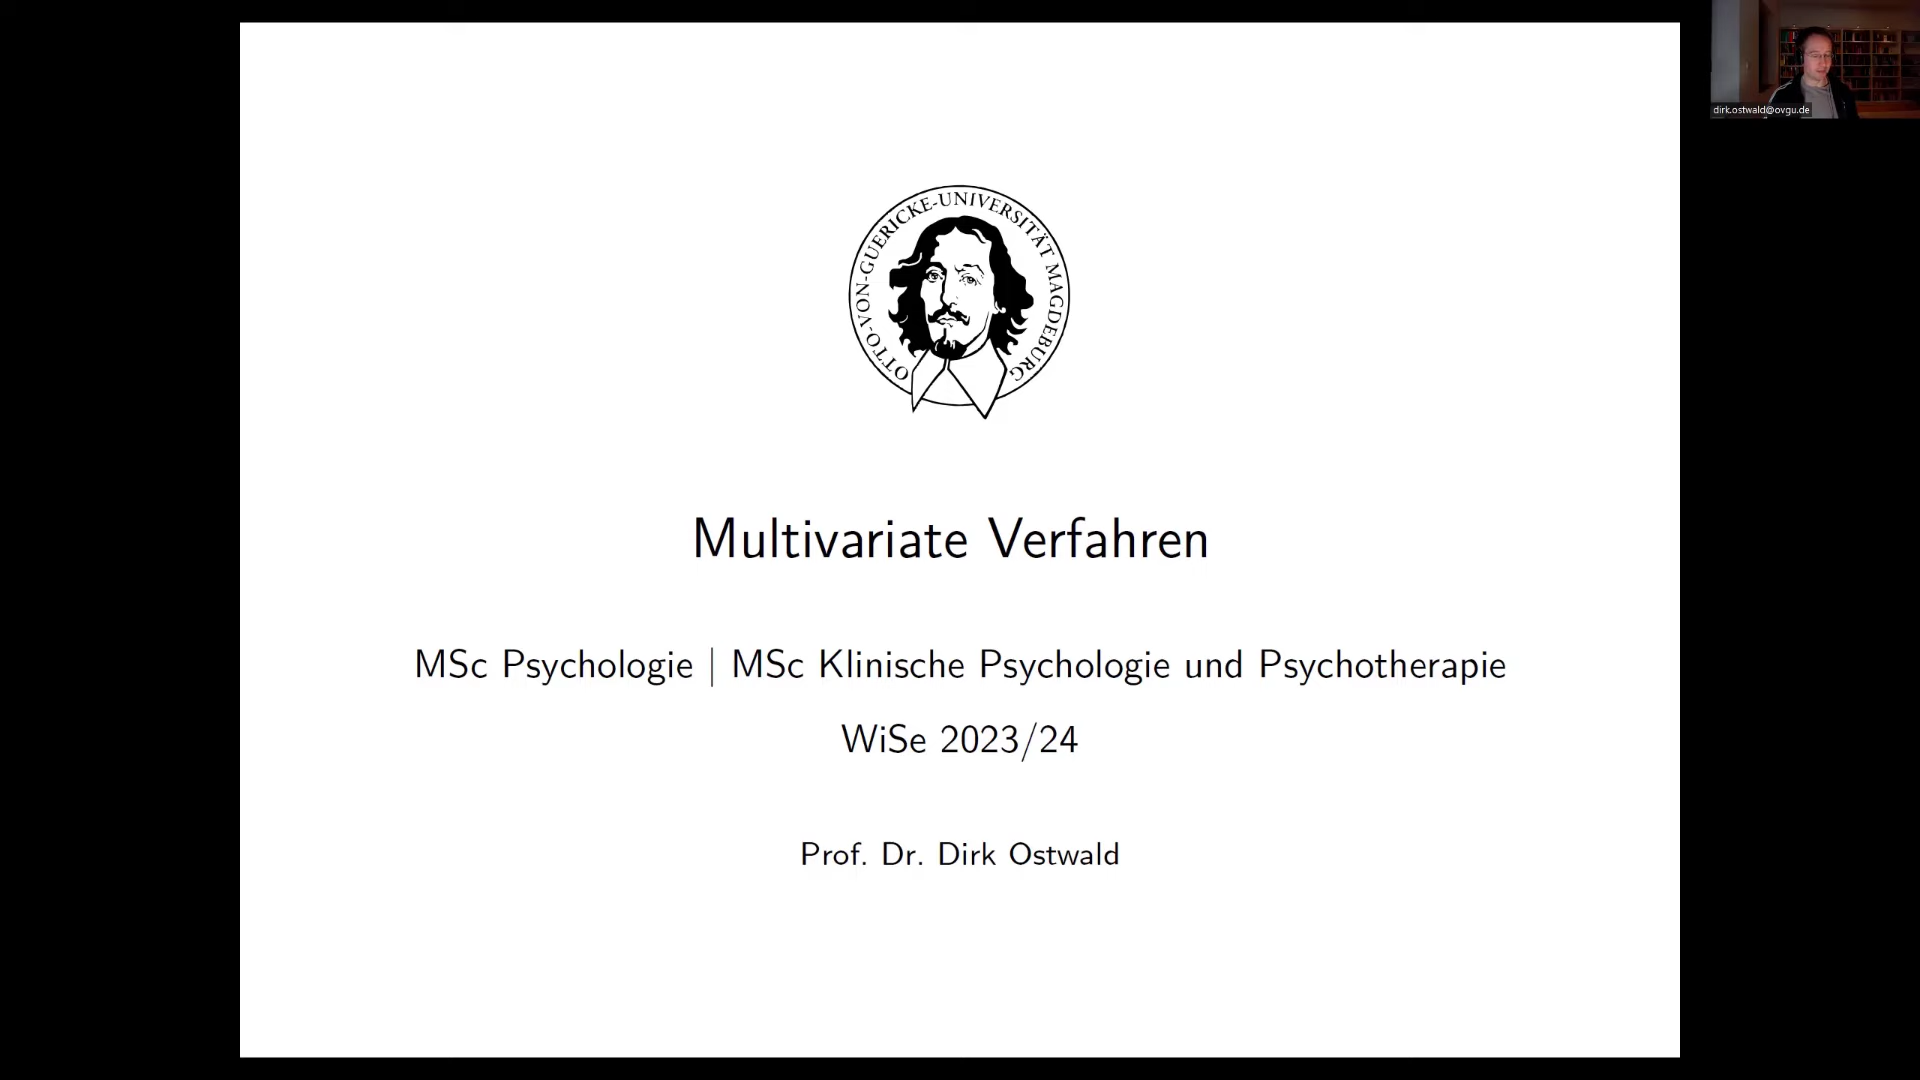 dirk.ostwald@ovgu.de
OTTO-VON-GUERICKE-UNIVERSITÄT MAGDEBURG
Multivariate Verfahren
MSc Psychologie | MSc Klinische Psychologie und Psychotherapie
WiSe 2023/24
Prof. Dr. Dirk Ostwald